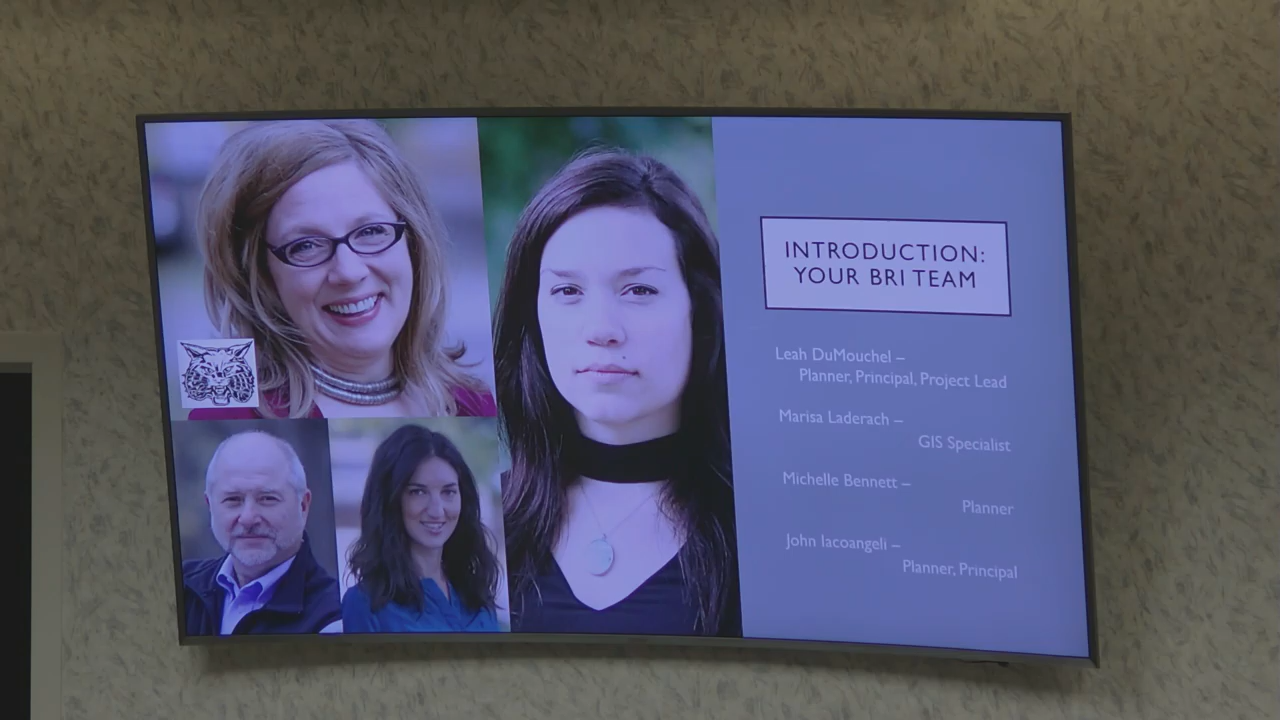 INTRODUCTION:
YOUR BRI TEAM
Leah DuMouchel –
Planner, Principal, Project Lead
Marisa Laderach –
GIS Specialist
Michelle Bennett –
Planner
John Iacoangeli –
Planner, Principal